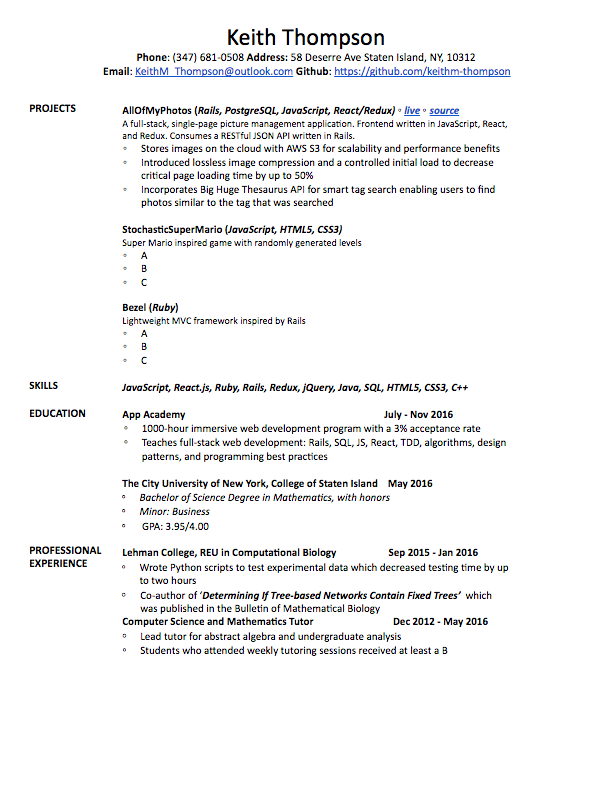 Keith Thompson
Phone: (347) 681-0508 Address: 58 Deserre Ave Staten Island, NY, 10312
Email: KeithM_Thompson@outlook.com Github: https://github.com/keithm-thompson
PROJECTS
AllOfMyPhotos (Rails, PostgreSQL, JavaScript, React/Redux) ◦ live ◦ source
A full-stack, single-page picture management application. Frontend written in JavaScript, React,
and Redux. Consumes a RESTful JSON API written in Rails.
◦ Stores images on the cloud with AWS S3 for scalability and performance benefits
◦ Introduced lossless image compression and a controlled initial load to decrease
critical page loading time by up to 50%
◦ Incorporates Big Huge Thesaurus API for smart tag search enabling users to find
photos similar to the tag that was searched
StochasticSuperMario (JavaScript, HTML5, CSS3)
Super Mario inspired game with randomly generated levels
◦ A
◦ B
◦ C
Bezel (Ruby)
Lightweight MVC framework inspired by Rails
◦ A
◦ B
◦ C
SKILLS
JavaScript, React.js, Ruby, Rails, Redux, jQuery, Java, SQL, HTML5, CSS3, C++
EDUCATION
App Academy July - Nov 2016
◦ 1000-hour immersive web development program with a 3% acceptance rate
◦ Teaches full-stack web development: Rails, SQL, JS, React, TDD, algorithms, design
patterns, and programming best practices
The City University of New York, College of Staten Island May 2016
◦ Bachelor of Science Degree in Mathematics, with honors
◦ Minor: Business
◦ GPA: 3.95/4.00
PROFESSIONAL
EXPERIENCE
Lehman College, REU in Computational Biology Sep 2015 - Jan 2016
◦ Wrote Python scripts to test experimental data which decreased testing time by up
to two hours
◦ Co-author of ‘Determining If Tree-based Networks Contain Fixed Trees’ which
was published in the Bulletin of Mathematical Biology
Computer Science and Mathematics Tutor Dec 2012 - May 2016
◦ Lead tutor for abstract algebra and undergraduate analysis
◦ Students who attended weekly tutoring sessions received at least a B